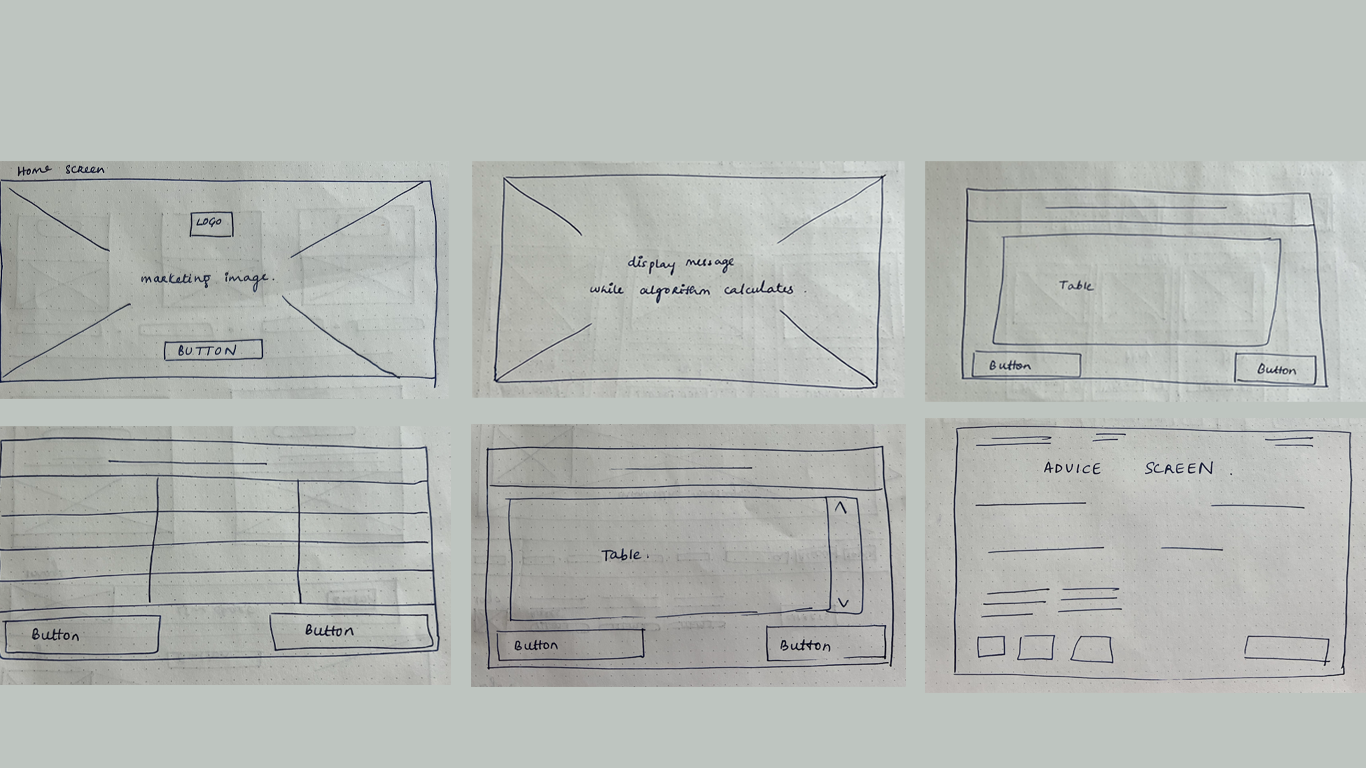 Home Screen
LOGO
marketing image.
BUTTON
display message
while algorithm calculates.
Table
Button
Button
Button
Button
Table.
Button
Button
ADVICE SCREEN.